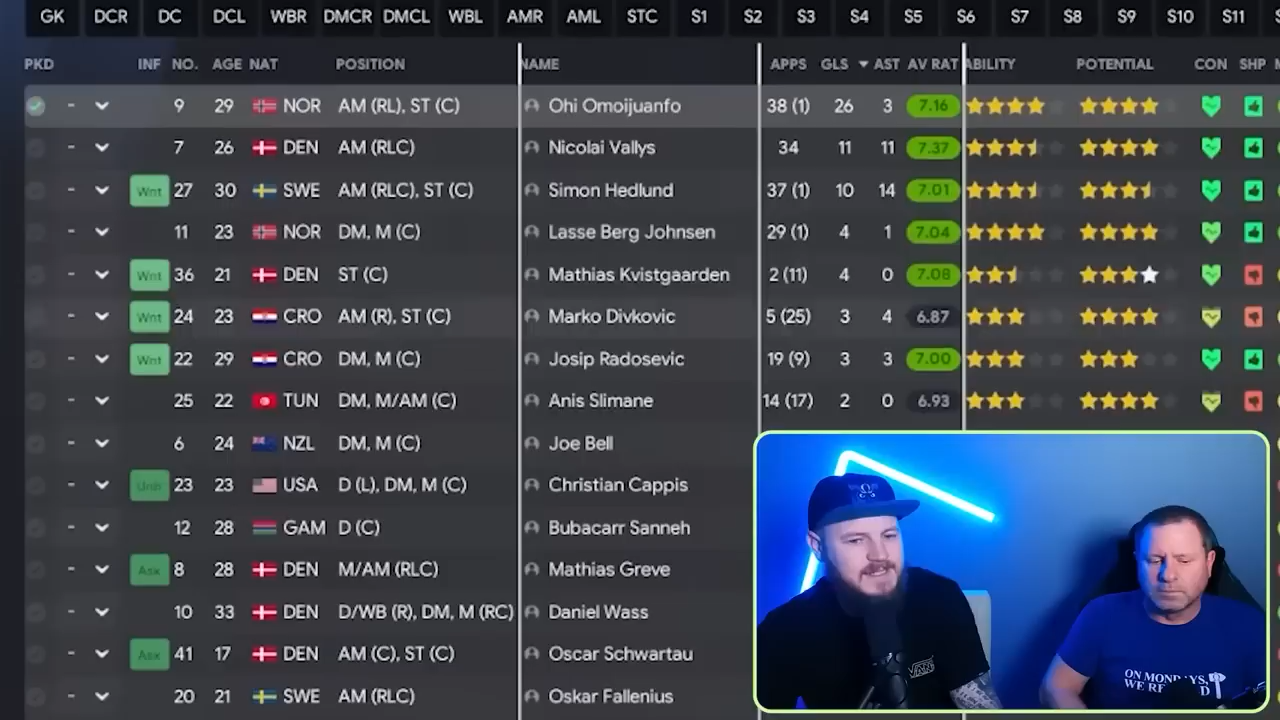 GK DCR DC DCL WBR DMCR DMCL WBL AMR AML STC S1 S2 S3 S4 S5 S6 S7 S8 S9 S10 S11
PKD INF NO. AGE NAT POSITION NAME APPS GLS AST AV RAT ABILITY POTENTIAL CON SHP
- 9 29 NOR AM (RL), ST (C) Ohi Omoijuanfo 38 (1) 26 3 7.16
- 7 26 DEN AM (RLC) Nicolai Vallys 34 11 11 7.37
- Wnt 27 30 SWE AM (RLC), ST (C) Simon Hedlund 37 (1) 10 14 7.01
- 11 23 NOR DM, M (C) Lasse Berg Johnsen 29 (1) 4 1 7.04
- Wnt 36 21 DEN ST (C) Mathias Kvistgaarden 2 (11) 4 0 7.08
- Wnt 24 23 CRO AM (R), ST (C) Marko Divkovic 5 (25) 3 4 6.87
- Wnt 22 29 CRO DM, M (C) Josip Radosevic 19 (9) 3 3 7.00
- 25 22 TUN DM, M/AM (C) Anis Slimane 14 (17) 2 0 6.93
- 6 24 NZL DM, M (C) Joe Bell
- 23 23 USA D (L), DM, M (C) Christian Cappis
- 12 28 GAM D (C) Bubacarr Sanneh
- Ask 8 28 DEN M/AM (RLC) Mathias Greve
- 10 33 DEN D/WB (R), DM, M (RC) Daniel Wass
- Ask 41 17 DEN AM (C), ST (C) Oscar Schwartau
- 20 21 SWE AM (RLC) Oskar Fallenius
VANS
ON MONDAYS,
WE